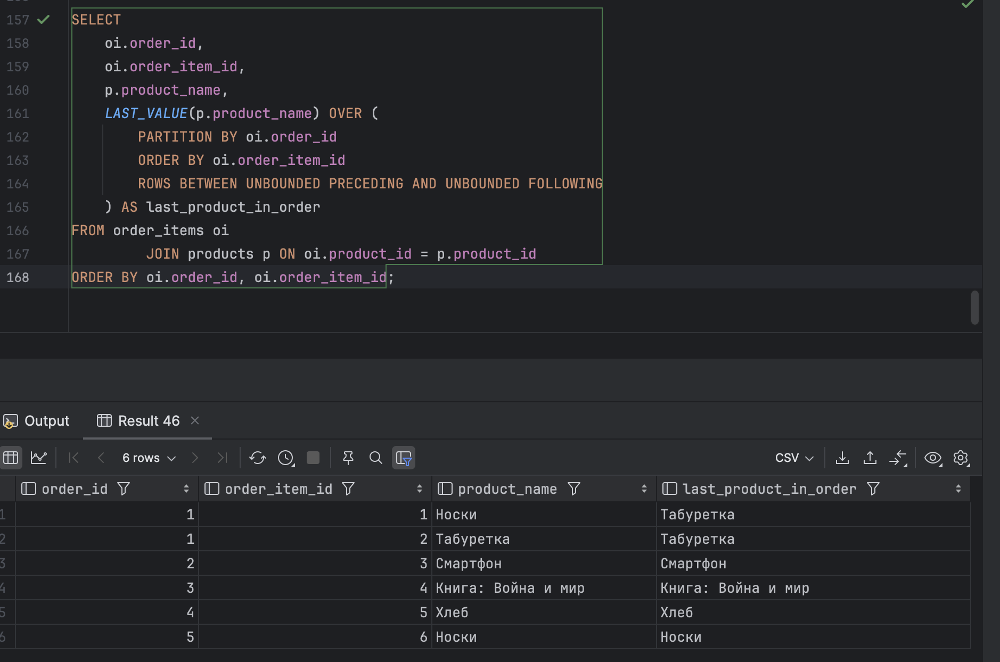 157 SELECT
158 oi.order_id,
159 oi.order_item_id,
160 p.product_name,
161 LAST_VALUE(p.product_name) OVER (
162 PARTITION BY oi.order_id
163 ORDER BY oi.order_item_id
164 ROWS BETWEEN UNBOUNDED PRECEDING AND UNBOUNDED FOLLOWING
165 ) AS last_product_in_order
166 FROM order_items oi
167 JOIN products p ON oi.product_id = p.product_id
168 ORDER BY oi.order_id, oi.order_item_id;
Output Result 46
6 rows CSV
order_id order_item_id product_name last_product_in_order
1 1 1 Носки Табуретка
2 1 2 Табуретка Табуретка
3 2 3 Смартфон Смартфон
4 3 4 Книга: Война и мир Книга: Война и мир
5 4 5 Хлеб Хлеб
6 5 6 Носки Носки